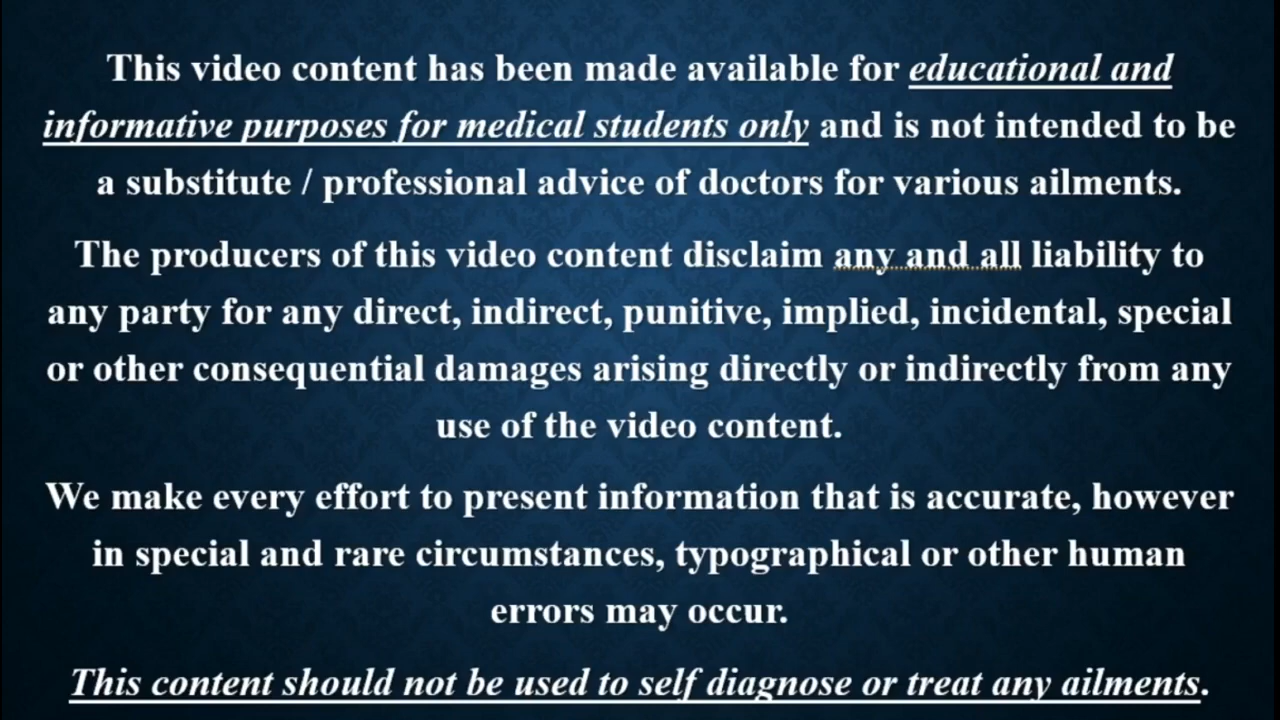 This video content has been made available for educational and
informative purposes for medical students only and is not intended to be
a substitute / professional advice of doctors for various ailments.
The producers of this video content disclaim any and all liability to
any party for any direct, indirect, punitive, implied, incidental, special
or other consequential damages arising directly or indirectly from any
use of the video content.
We make every effort to present information that is accurate, however
in special and rare circumstances, typographical or other human
errors may occur.
This content should not be used to self diagnose or treat any ailments.